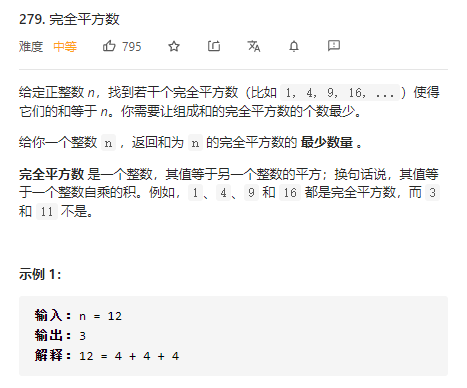 279. 完全平方数
难度 中等 795
给定正整数 n，找到若干个完全平方数（比如 1, 4, 9, 16, ... ）使得
它们的和等于 n。你需要让组成和的完全平方数的个数最少。
给你一个整数 n ，返回和为 n 的完全平方数的 最少数量 。
完全平方数 是一个整数，其值等于另一个整数的平方；换句话说，其值等
于一个整数自乘的积。例如，1 、4 、9 和 16 都是完全平方数，而 3
和 11 不是。
示例 1：
输入：n = 12
输出：3
解释：12 = 4 + 4 + 4